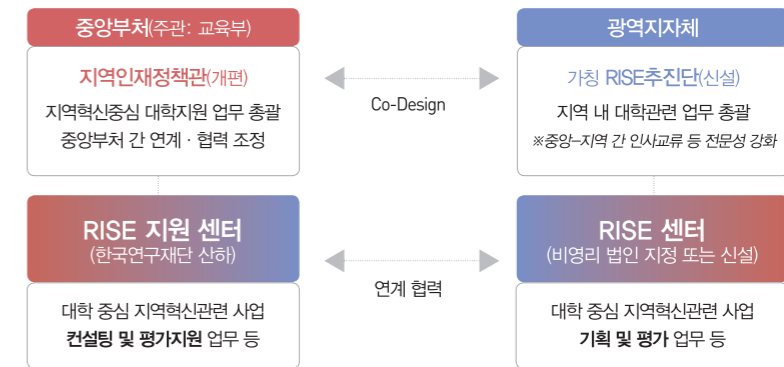 중앙부처(주관: 교육부)
지역인재정책관(개편)
지역혁신중심 대학지원 업무 총괄
중앙부처 간 연계 · 협력 조정
Co-Design
광역지자체
가칭 RISE추진단(신설)
지역 내 대학관련 업무 총괄
※중앙–지역 간 인사교류 등 전문성 강화
RISE 지원 센터
(한국연구재단 산하)
대학 중심 지역혁신관련 사업
컨설팅 및 평가지원 업무 등
연계 협력
RISE 센터
(비영리 법인 지정 또는 신설)
대학 중심 지역혁신관련 사업
기획 및 평가 업무 등